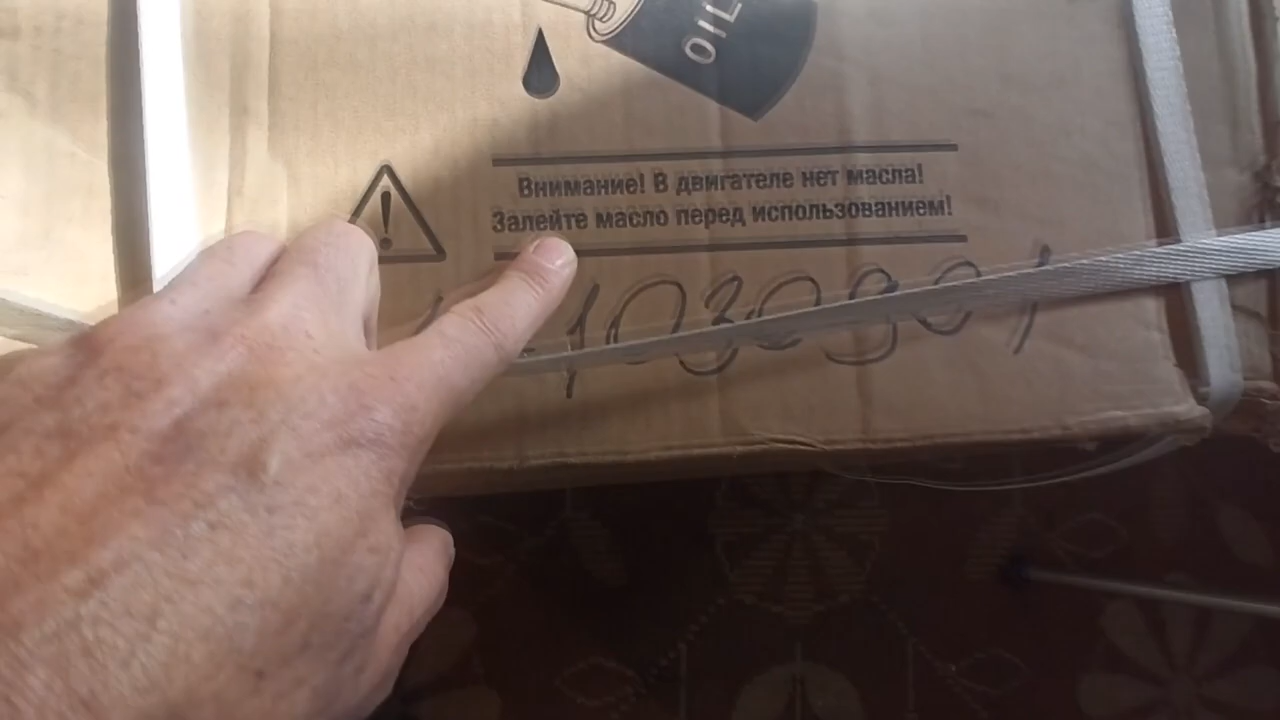 OIL
Внимание! В двигателе нет масла!
Залейте масло перед использованием!